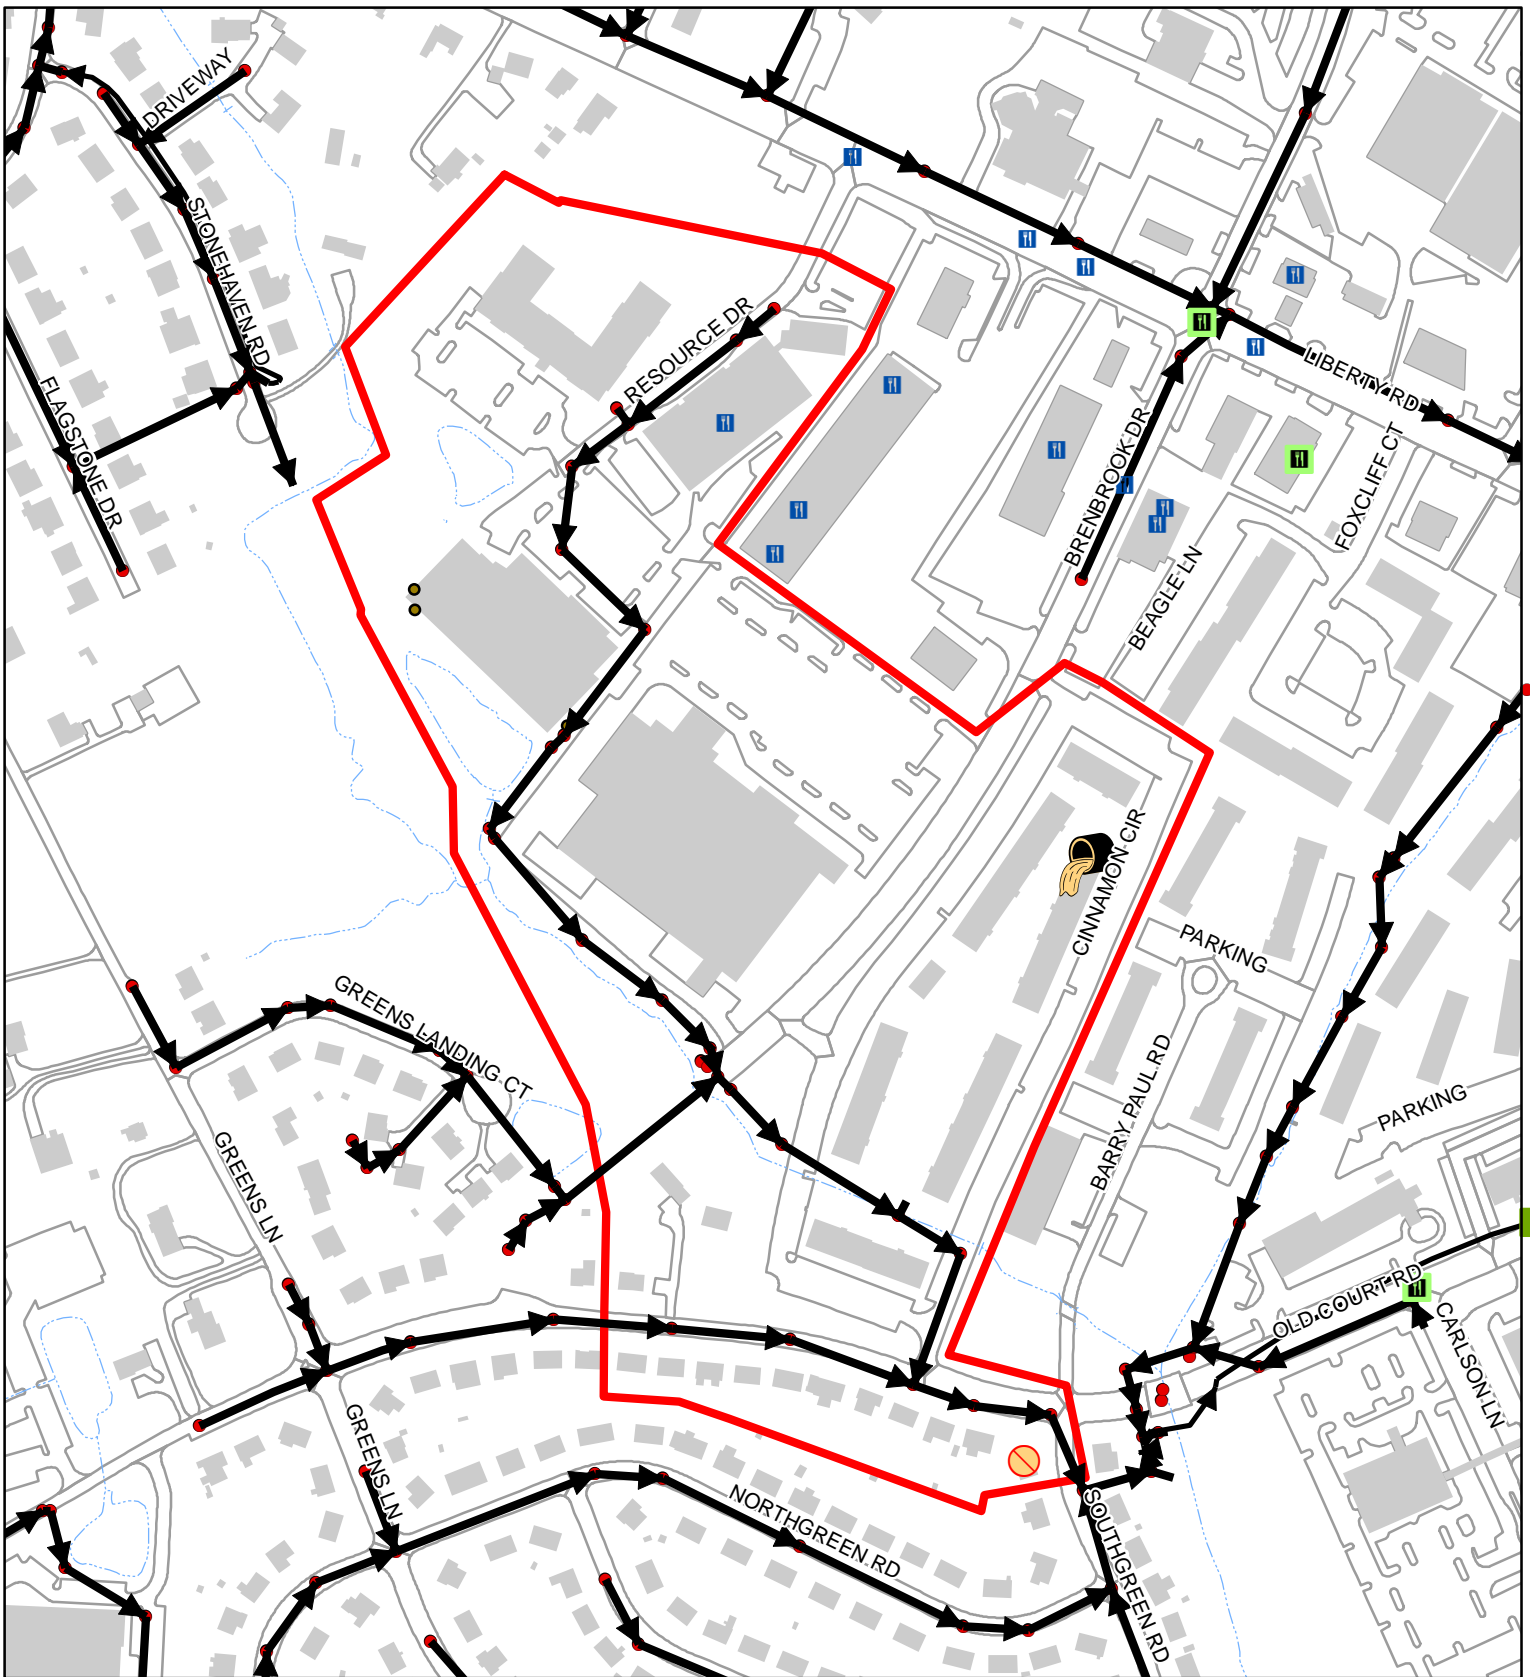 DRIVEWAY
STONEHAVEN RD
RESOURCE DR
LIBERTY RD
FLAGSTONE DR
BRENBROOK DR
FOXCLIFF CT
BEAGLE LN
CINNAMON CIR
PARKING
GREENS LANDING CT
BARRY PAUL RD
PARKING
GREENS LN
OLD COURT RD
CARLSON LN
GREENS LN
NORTHGREEN RD
SOUTHGREEN RD